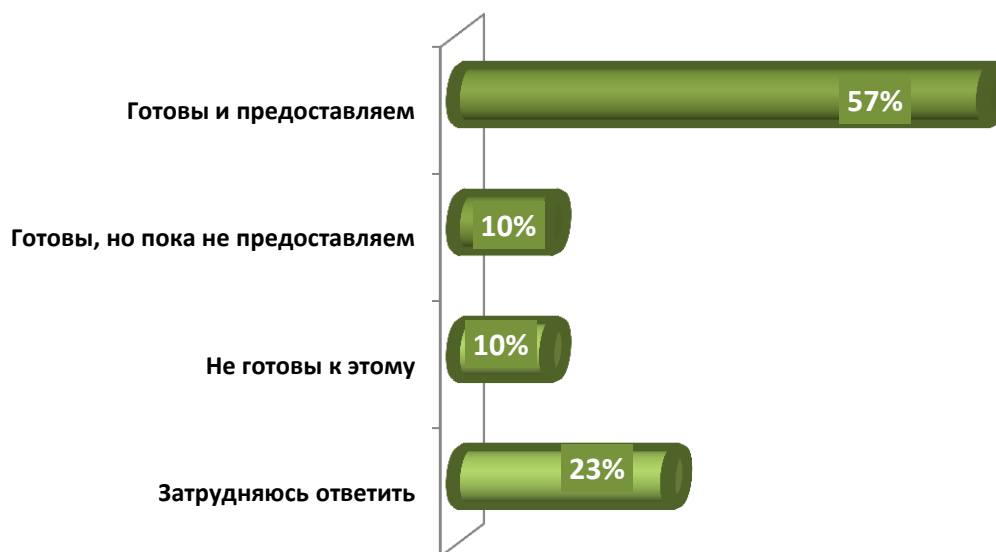 Готовы и предоставляем
57%
Готовы, но пока не предоставляем
10%
Не готовы к этому
10%
Затрудняюсь ответить
23%